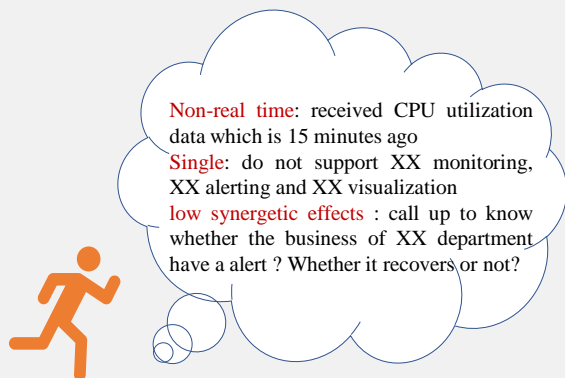 Non-real time: received CPU utilization
data which is 15 minutes ago
Single: do not support XX monitoring,
XX alerting and XX visualization
low synergetic effects : call up to know
whether the business of XX department
have a alert ? Whether it recovers or not?